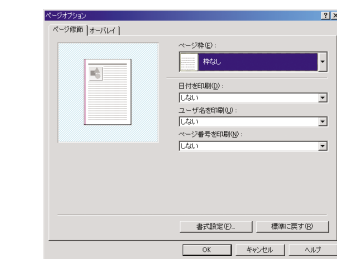 ページオプション
ページ修飾 オーバレイ
ページ枠(E):
枠なし
日付を印刷(D):
しない
ユーザ名を印刷(U):
しない
ページ番号を印刷(N):
しない
書式設定(F)... 標準に戻す(B)
OK キャンセル ヘルプ